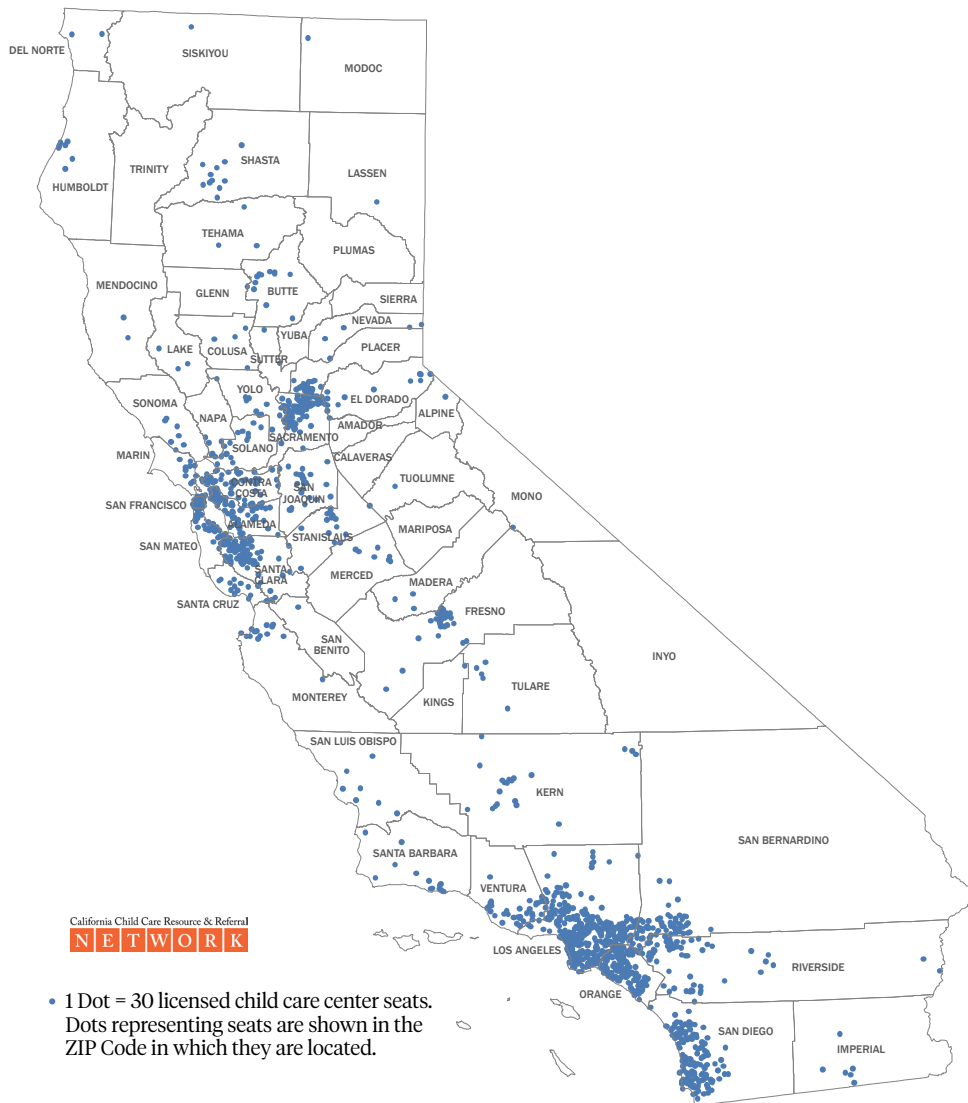 DEL NORTE
SISKIYOU
MODOC
HUMBOLDT
TRINITY
SHASTA
LASSEN
TEHAMA
PLUMAS
MENDOCINO
GLENN
BUTTE
SIERRA
NEVADA
YUBA
PLACER
LAKE
COLUSA
SUTTER
SONOMA
NAPA
YOLO
EL DORADO
ALPINE
SACRAMENTO
AMADOR
MARIN
SOLANO
CALAVERAS
CONTRA
COSTA
SAN
JOAQUIN
TUOLUMNE
MONO
SAN FRANCISCO
ALAMEDA
STANISLAUS
MARIPOSA
SAN MATEO
SANTA
CLARA
MERCED
MADERA
SANTA CRUZ
FRESNO
SAN
BENITO
INYO
MONTEREY
KINGS
TULARE
SAN LUIS OBISPO
KERN
SAN BERNARDINO
SANTA BARBARA
VENTURA
LOS ANGELES
RIVERSIDE
ORANGE
SAN DIEGO
IMPERIAL
California Child Care Resource & Referral
NETWORK
1 Dot = 30 licensed child care center seats.
Dots representing seats are shown in the
ZIP Code in which they are located.